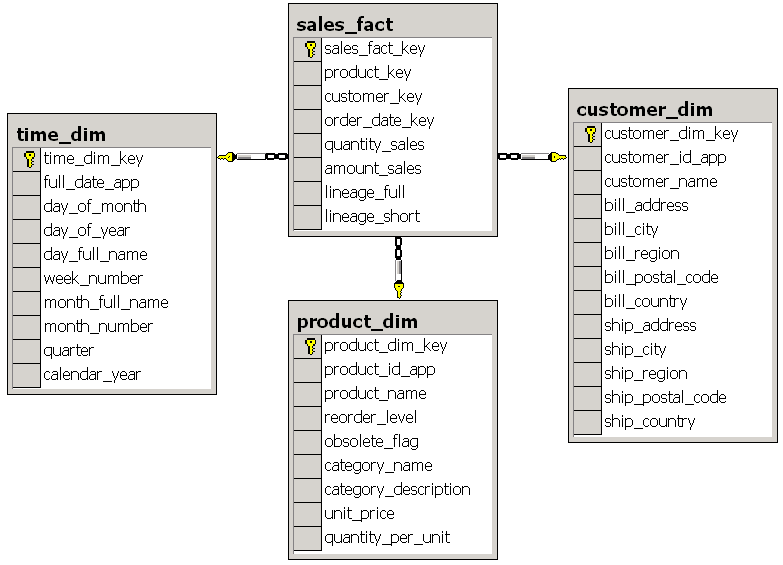 sales_fact
sales_fact_key
product_key
customer_key
order_date_key
quantity_sales
amount_sales
lineage_full
lineage_short
time_dim
time_dim_key
full_date_app
day_of_month
day_of_year
day_full_name
week_number
month_full_name
month_number
quarter
calendar_year
product_dim
product_dim_key
product_id_app
product_name
reorder_level
obsolete_flag
category_name
category_description
unit_price
quantity_per_unit
customer_dim
customer_dim_key
customer_id_app
customer_name
bill_address
bill_city
bill_region
bill_postal_code
bill_country
ship_address
ship_city
ship_region
ship_postal_code
ship_country